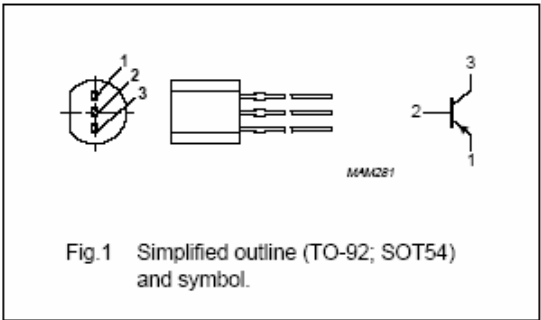 1
2
3
3
2
1
MAM281
Fig.1 Simplified outline (TO-92; SOT54)
and symbol.